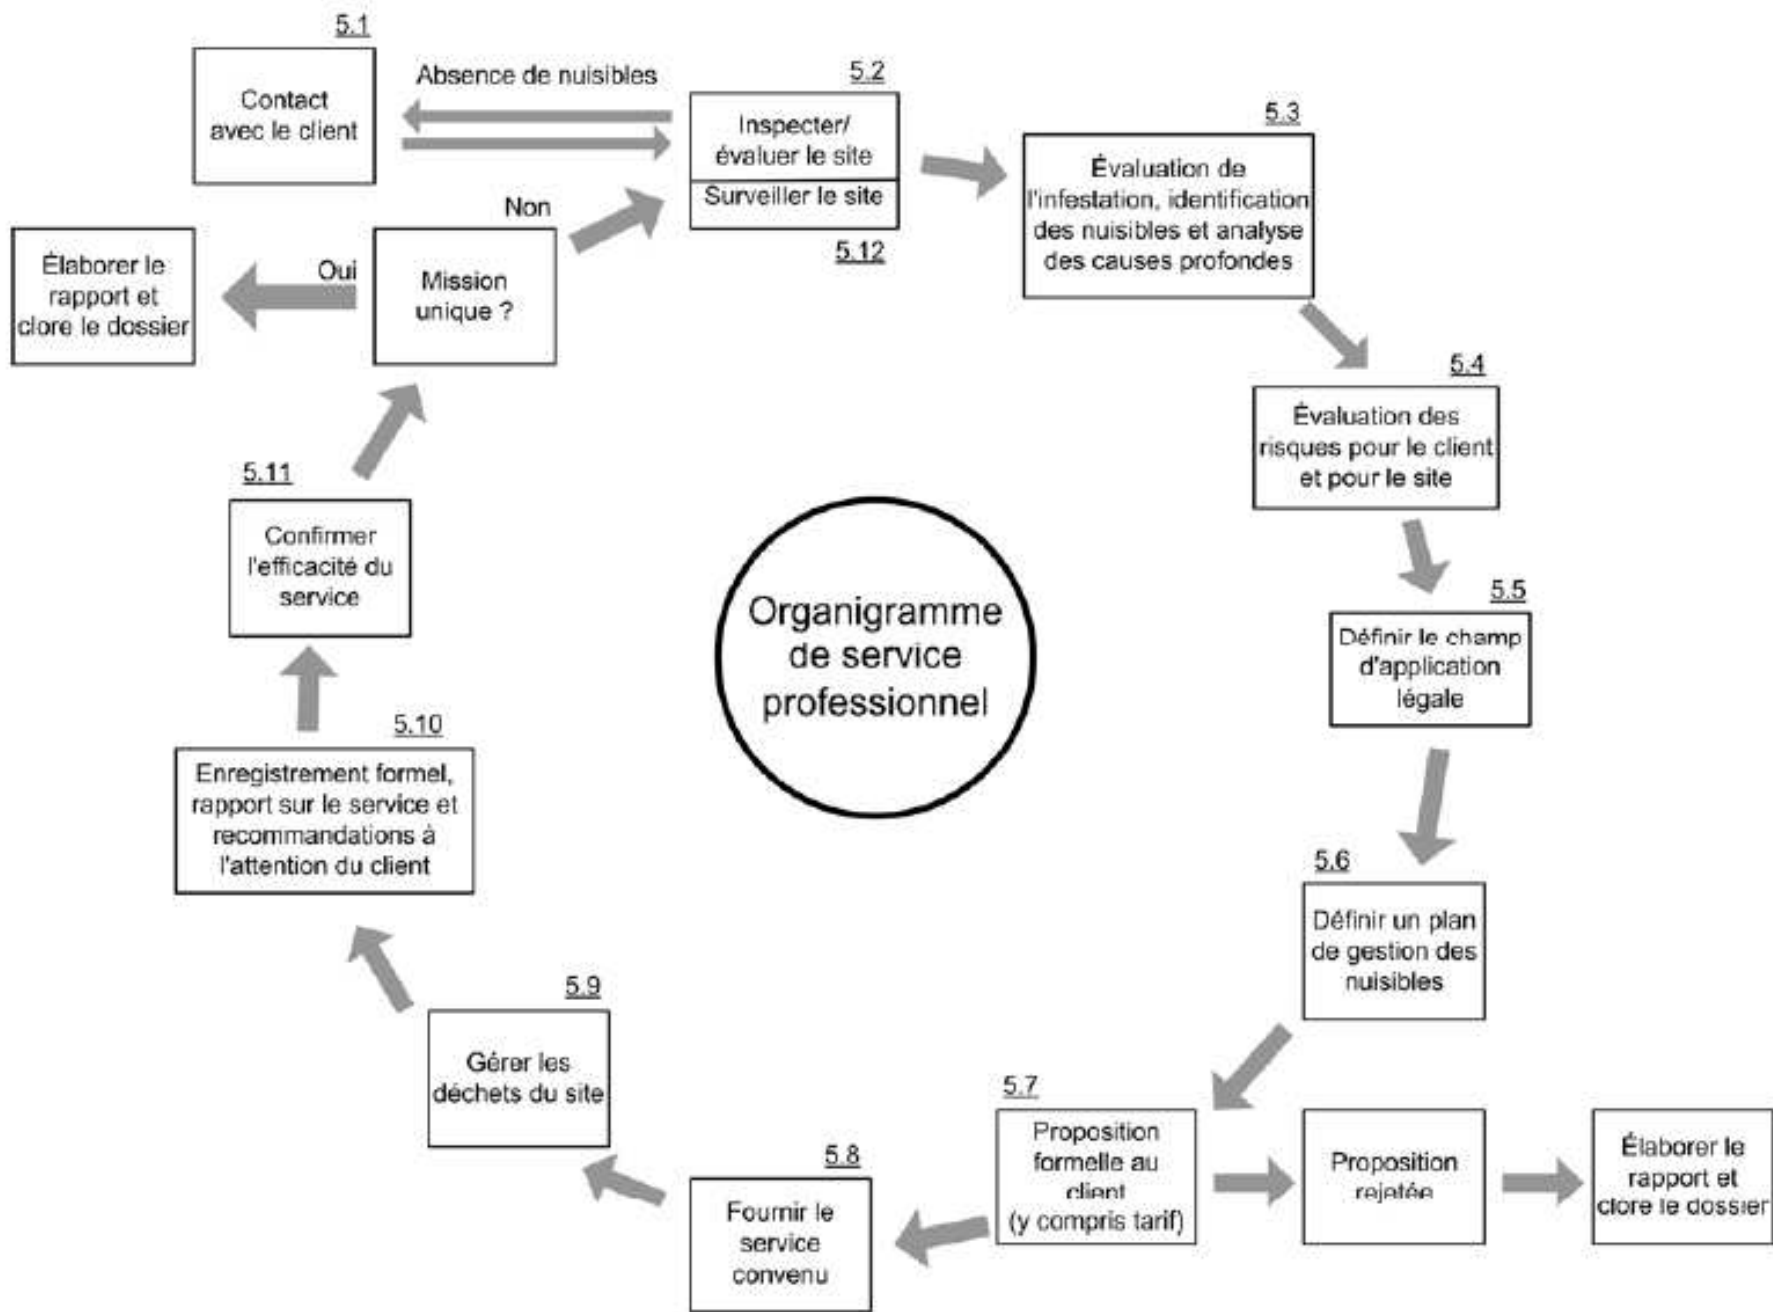 5.1
Contact
avec le client
Absence de nuisibles
5.2
Inspecter/
évaluer le site
Surveiller le site
5.12
5.3
Évaluation de
l'infestation, identification
des nuisibles et analyse
des causes profondes
5.4
Évaluation des
risques pour le client
et pour le site
5.5
Définir le champ
d'application
légale
5.6
Définir un plan
de gestion des
nuisibles
5.7
Proposition
formelle au
client
(y compris tarif)
Proposition
rejetée
Élaborer le
rapport et
clore le dossier
5.8
Fournir le
service
convenu
5.9
Gérer les
déchets du site
5.10
Enregistrement formel,
rapport sur le service et
recommandations à
l'attention du client
5.11
Confirmer
l'efficacité du
service
Mission
unique ?
Non
Oui
Élaborer le
rapport et
clore le dossier
Organigramme
de service
professionnel